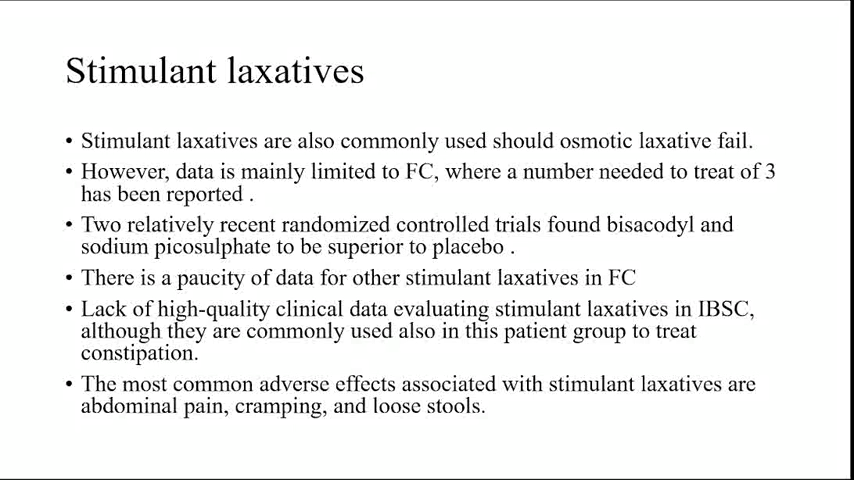 Stimulant laxatives
• Stimulant laxatives are also commonly used should osmotic laxative fail.
• However, data is mainly limited to FC, where a number needed to treat of 3
has been reported .
• Two relatively recent randomized controlled trials found bisacodyl and
sodium picosulphate to be superior to placebo .
• There is a paucity of data for other stimulant laxatives in FC
• Lack of high-quality clinical data evaluating stimulant laxatives in IBSC,
although they are commonly used also in this patient group to treat
constipation.
• The most common adverse effects associated with stimulant laxatives are
abdominal pain, cramping, and loose stools.